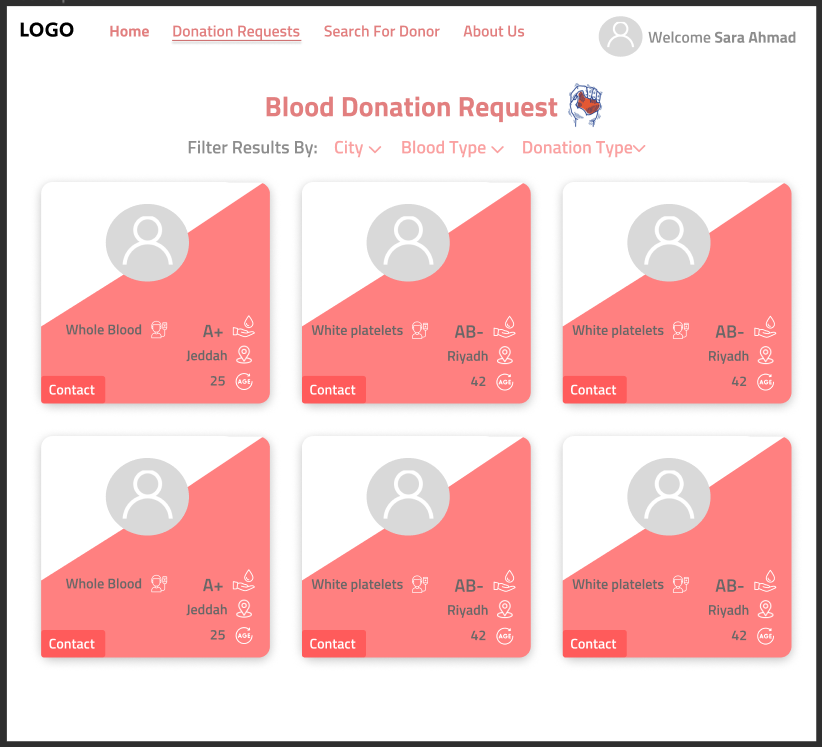 LOGO Home Donation Requests Search For Donor About Us Welcome Sara Ahmad
Blood Donation Request
Filter Results By: City Blood Type Donation Type
Whole Blood A+
Jeddah
25 AGE
Contact
White platelets AB-
Riyadh
42 AGE
Contact
White platelets AB-
Riyadh
42 AGE
Contact
Whole Blood A+
Jeddah
25 AGE
Contact
White platelets AB-
Riyadh
42 AGE
Contact
White platelets AB-
Riyadh
42 AGE
Contact